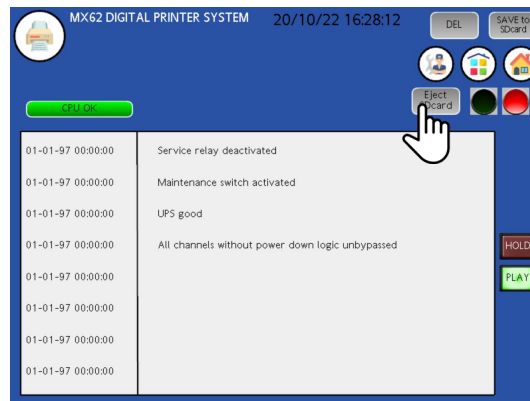 MX62 DIGITAL PRINTER SYSTEM
20/10/22 16:28:12
DEL
SAVE to
SDcard
Eject
SDcard
CPU OK
01-01-97 00:00:00 Service relay deactivated
01-01-97 00:00:00 Maintenance switch activated
01-01-97 00:00:00 UPS good
01-01-97 00:00:00 All channels without power down logic unbypassed
01-01-97 00:00:00
01-01-97 00:00:00
01-01-97 00:00:00
01-01-97 00:00:00
HOLD
PLAY